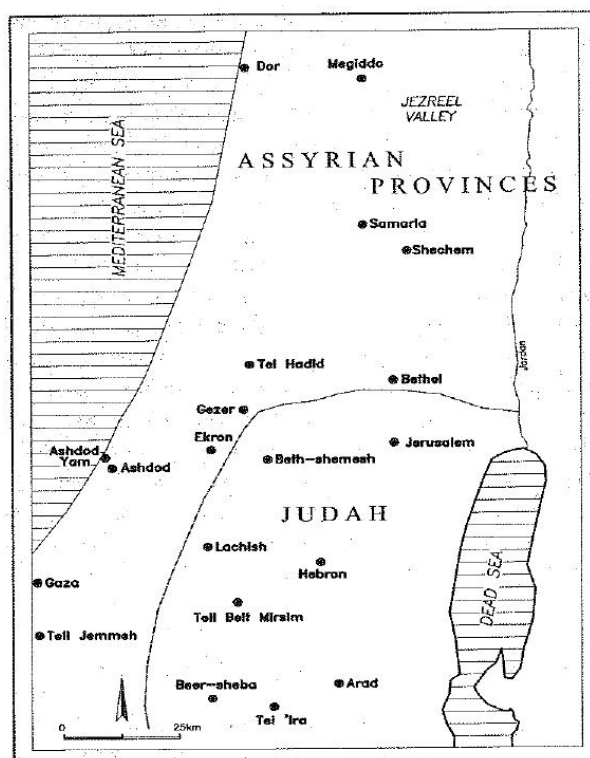 Dor
Megiddo
JEZREEL
VALLEY
MEDITERRANEAN SEA
ASSYRIAN
PROVINCES
Samaria
Shechem
Jordan
Tel Hadid
Bethel
Gezer
Ekron
Jerusalem
Ashdod
Yam
Ashdod
Beth-shemesh
JUDAH
Lachish
Hebron
Gaza
DEAD SEA
Tell Beit Mirsim
Tell Jemmeh
Beer-sheba
Arad
Tel 'Ira
0
25km